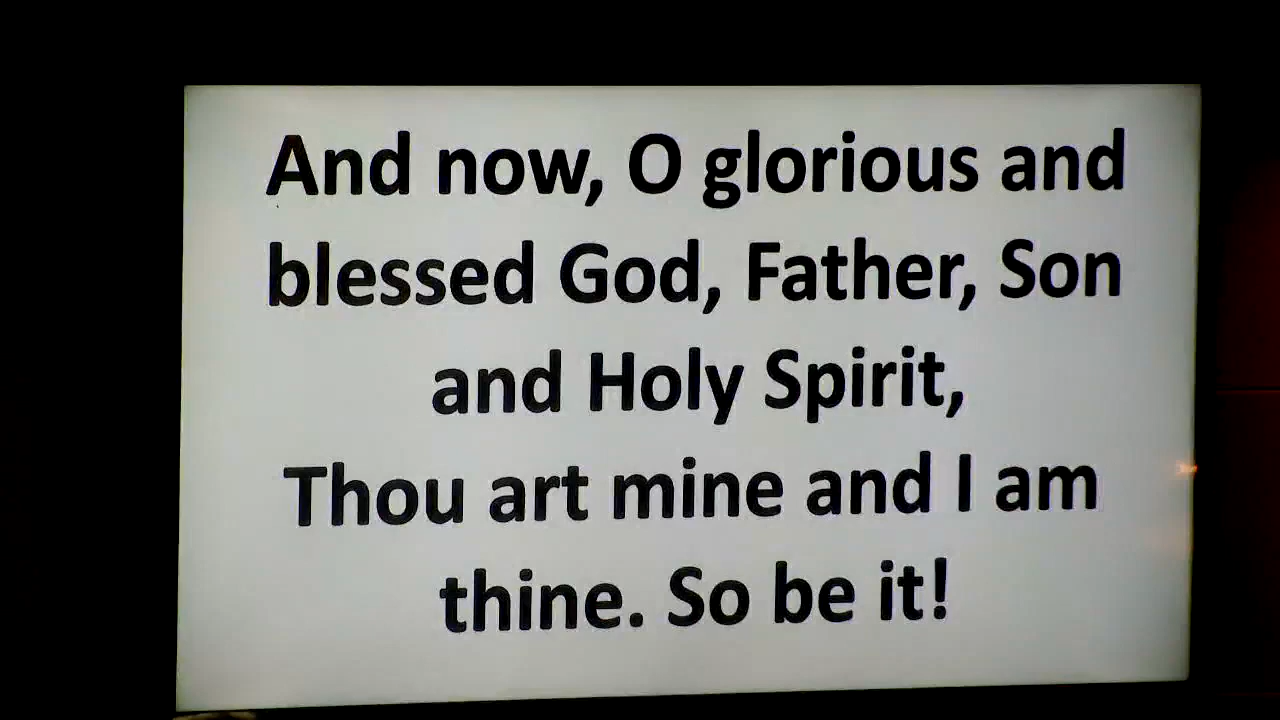 And now, O glorious and
blessed God, Father, Son
and Holy Spirit,
Thou art mine and I am
thine. So be it!